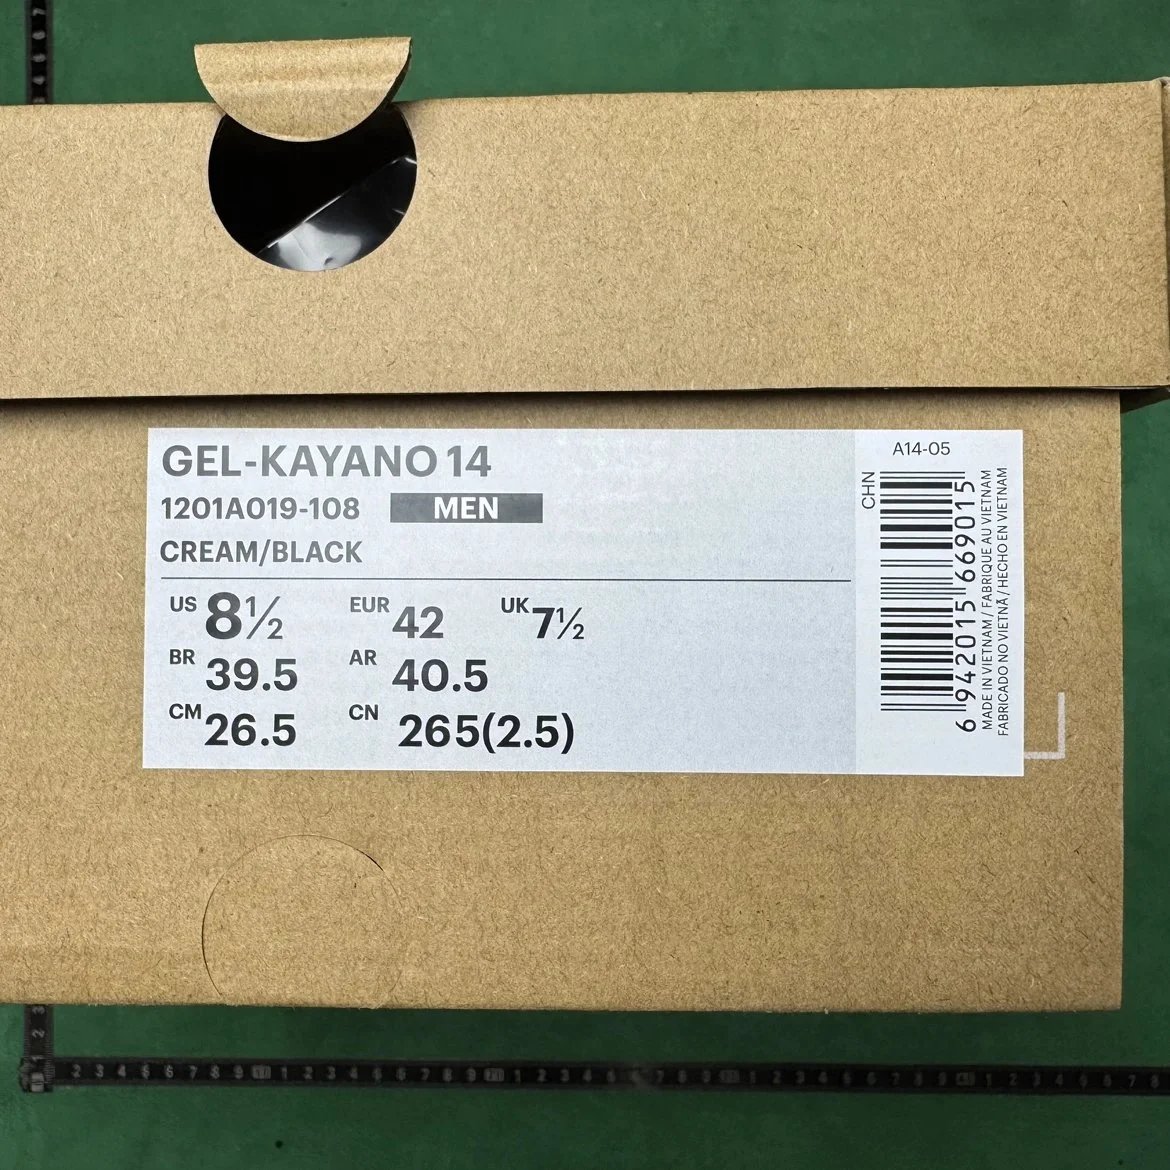 GEL-KAYANO 14
1201A019-108 MEN
CREAM/BLACK
US 8½ EUR 42 UK 7½
BR 39.5 AR 40.5
CM 26.5 CN 265(2.5)
A14-05
CHN
6 942015 669015
MADE IN VIETNAM / FABRIQUE AU VIETNAM
FABRICADO NO VIETNÃ / HECHO EN VIETNAM